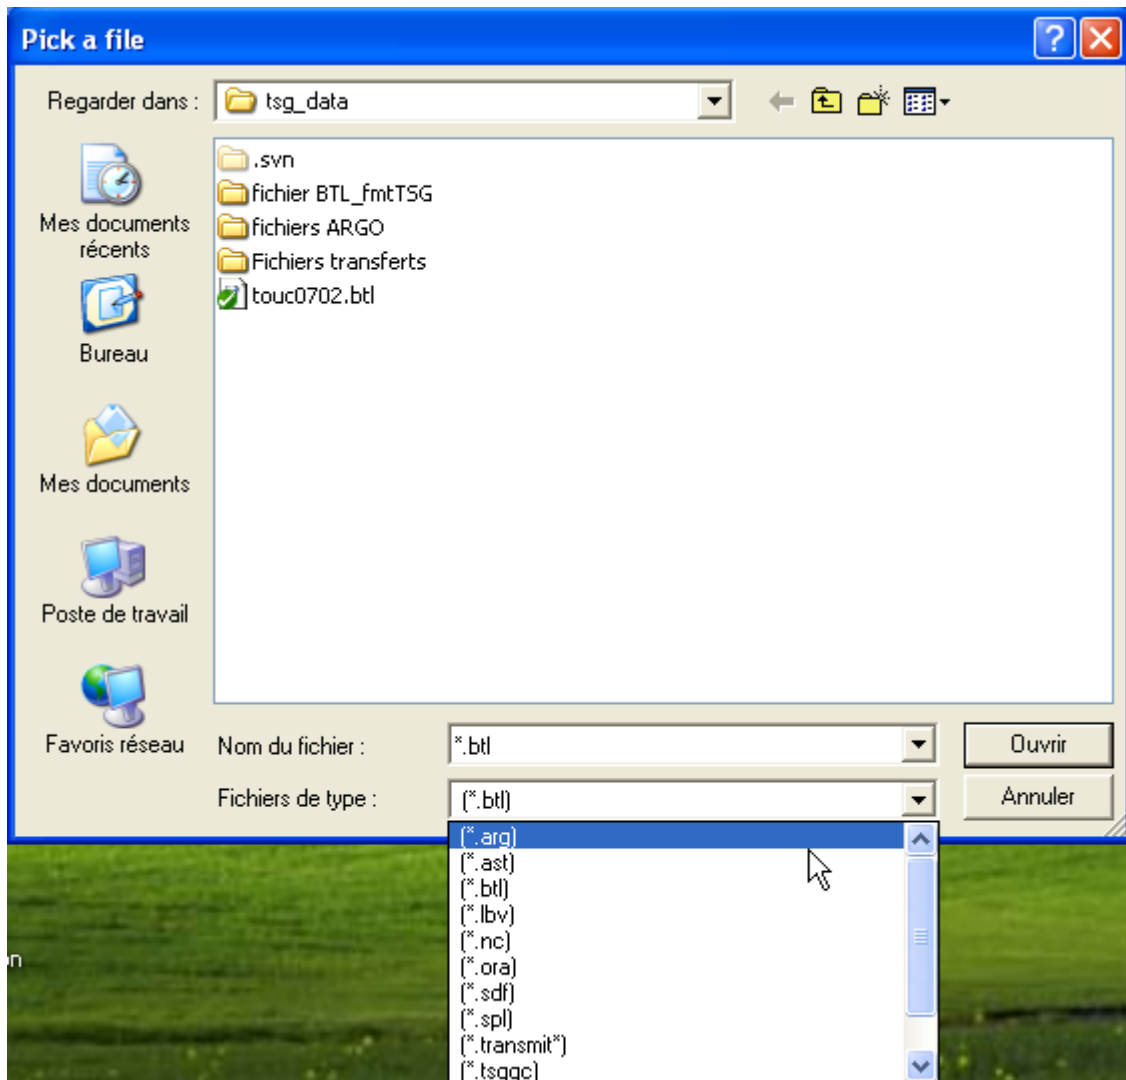 Pick a file
Regarder dans :
tsg_data
.svn
fichier BTL_fmtTSG
fichiers ARGO
Fichiers transferts
touc0702.btl
Mes documents
récents
Bureau
Mes documents
Poste de travail
Favoris réseau
Nom du fichier :
*.btl
Ouvrir
Fichiers de type :
(*.btl)
Annuler
(*.arg)
(*.ast)
(*.btl)
(*.lbv)
(*.nc)
(*.ora)
(*.sdf)
(*.spl)
(*.transmit*)
(*.tsgqc)
on